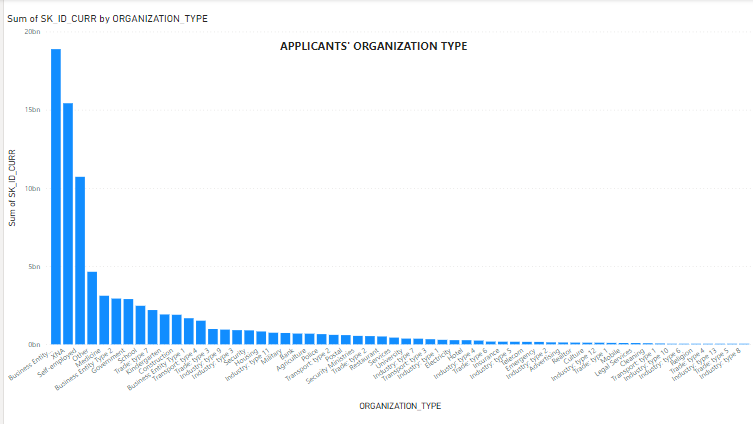 Sum of SK_ID_CURR by ORGANIZATION_TYPE
APPLICANTS' ORGANIZATION TYPE
20bn
15bn
10bn
5bn
0bn
Sum of SK_ID_CURR
Business Entity...
XNA
Self-employed
Other
Medicine
Business Entity Type 2
Government
School
Trade: type 7
Kindergarten
Construction
Business Entity Type 1
Transport: type 4
Trade: type 3
Industry: type 9
Industry: type 3
Security
Housing
Industry: type 11
Military
Bank
Agriculture
Police
Transport: type 2
Postal
Security Ministries
Trade: type 2
Restaurant
Services
University
Industry: type 7
Transport: type 3
Industry: type 1
Electricity
Hotel
Industry: type 4
Trade: type 6
Insurance
Industry: type 5
Telecom
Emergency
Industry: type 2
Advertising
Realtor
Culture
Industry: type 12
Trade: type 1
Mobile
Legal Services
Cleaning
Transport: type 1
Industry: type 10
Industry: type 6
Religion
Trade: type 4
Industry: type 13
Trade: type 5
Industry: type 8
ORGANIZATION_TYPE